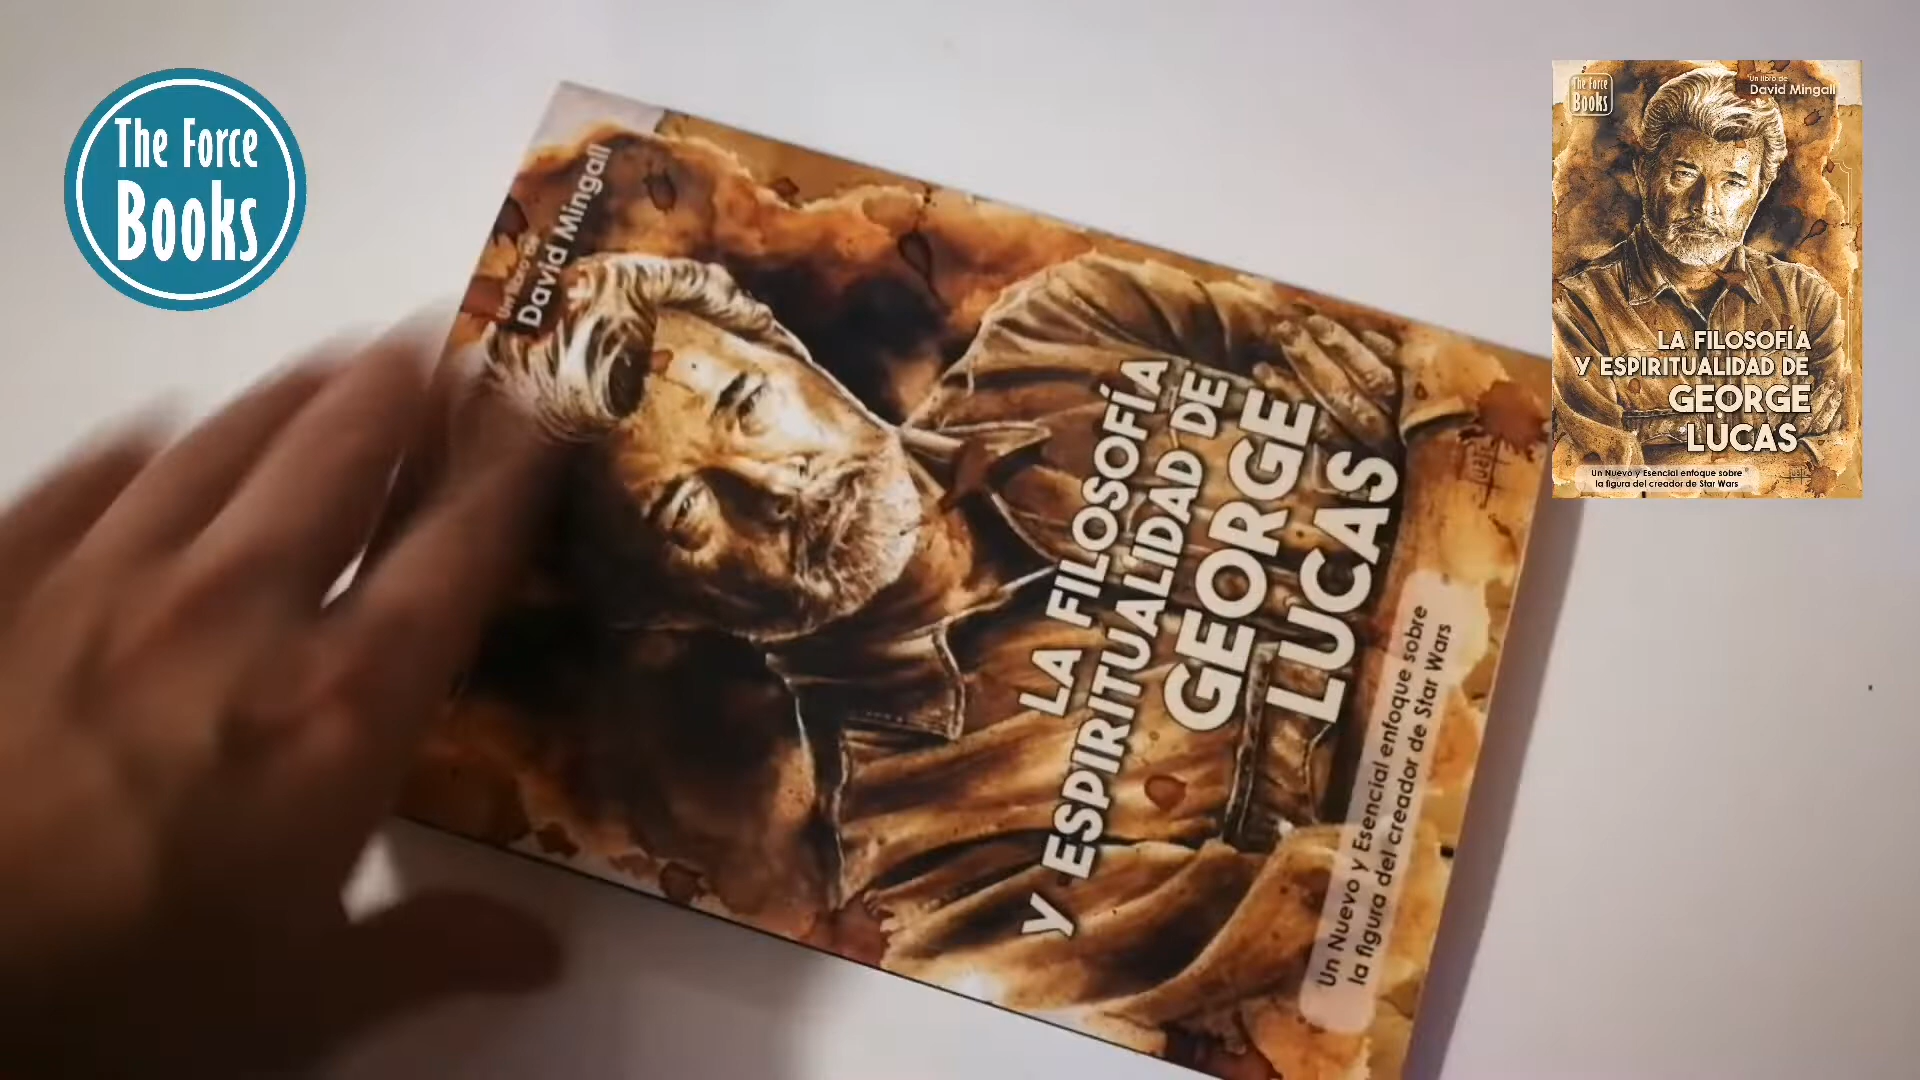 The Force
Books
Un libro de
David Mingall
LA FILOSOFÍA
Y ESPIRITUALIDAD DE
GEORGE
LUCAS
Un Nuevo y Esencial enfoque sobre
la figura del creador de Star Wars
The Force
Books
Un libro de
David Mingall
LA FILOSOFÍA
Y ESPIRITUALIDAD DE
GEORGE
LUCAS
Un Nuevo y Esencial enfoque sobre
la figura del creador de Star Wars